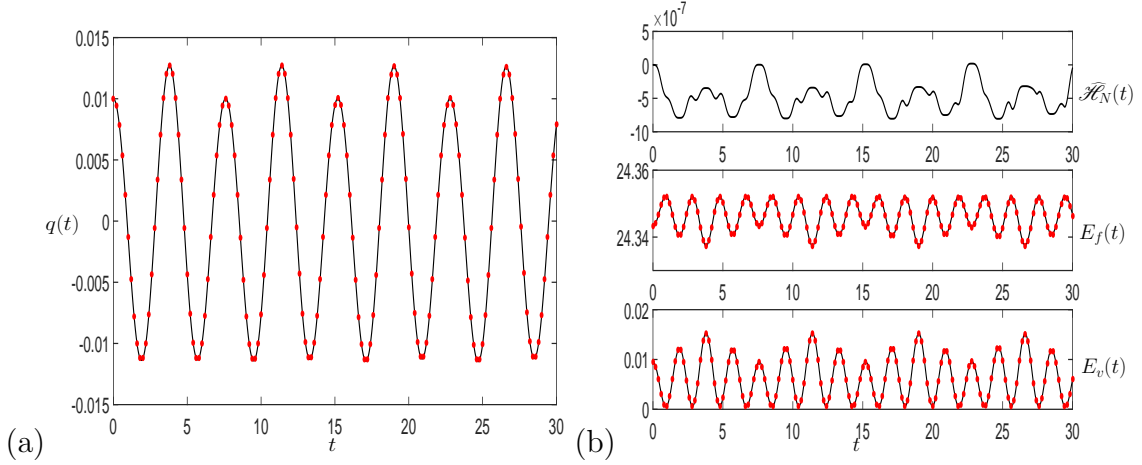 0.015
0.01
0.005
q(t)
0
-0.005
-0.01
-0.015
0 5 10 15 20 25 30
(a)
t
5 ×10⁻⁷
0
-5
-10
ℋ̂_N(t)
0 5 10 15 20 25 30
24.36
24.34
E_f(t)
0 5 10 15 20 25 30
0.02
0.01
0
E_v(t)
0 5 10 15 20 25 30
(b)
t